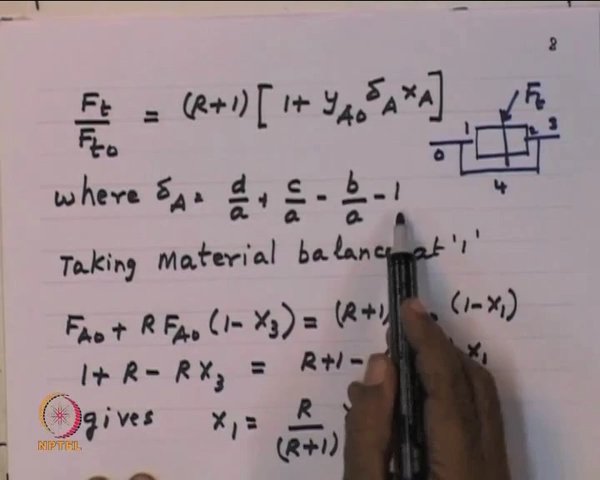 8
Ft / Ft0 = (R+1) [ 1 + yA0 δA xA ]
Ft
0 1 2 3
4
where δA = d/a + c/a - b/a - 1
Taking Material balance at '1'
FA0 + R FA0 (1 - X3) = (R+1) (1 - X1)
1 + R - R X3 = R+1 - X1
gives X1 = R/(R+1)
NPTEL